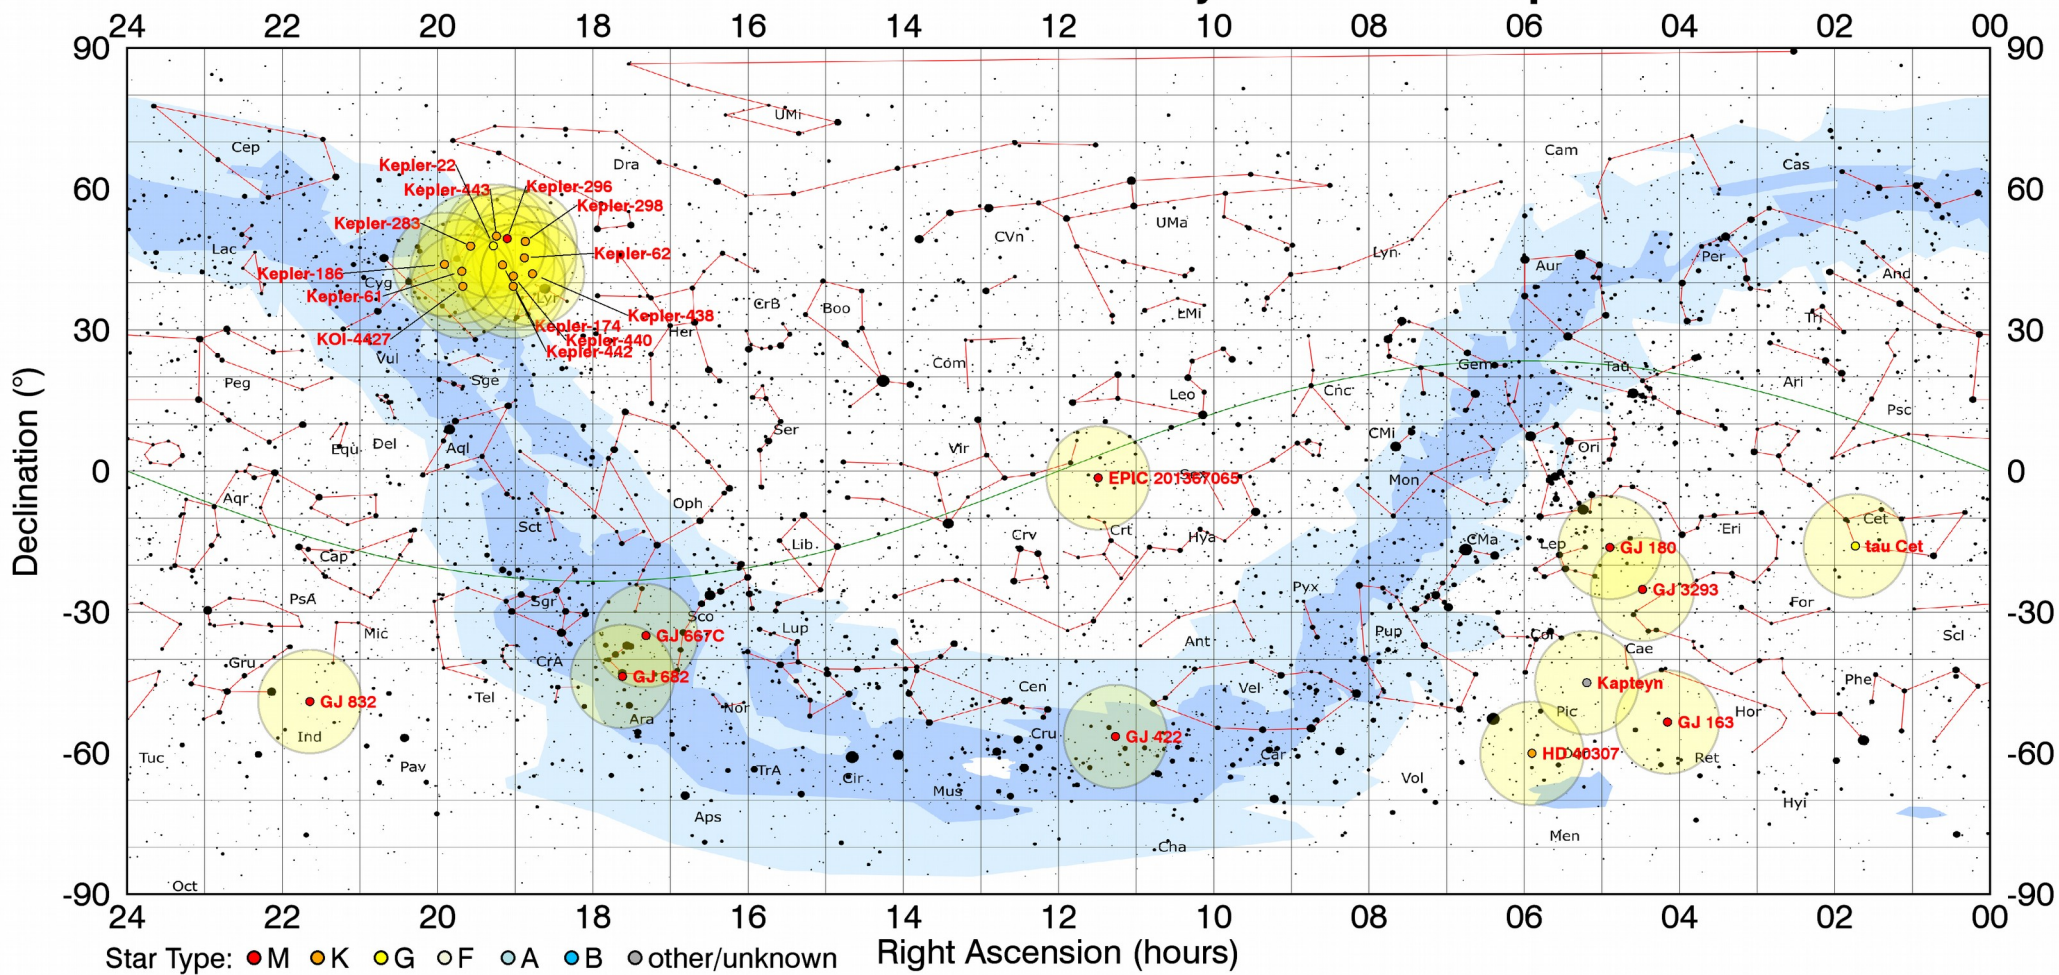 24 22 20 18 16 14 12 10 08 06 04 02 00
90 90
UMi
Cep
Cam
Cas
Dra
Kepler-22
Kepler-443 Kepler-296
60 60
Kepler-298
Kepler-283
UMa
CVn
Lac
Kepler-62
Lyn
Per
Aur
Kepler-186
And
Cyg
Kepler-61
Lyr
CrB
Boo
LMi
Kepler-438
Tri
Kepler-174
30 30
Her
KOI-4427
Kepler-440
Kepler-442
Vul
Com
Gem
Tau
Peg
Sge
Leo
Cnc
Ari
Psc
Ser
CMi
Equ Del
Aql
Vir
Ori
0 0
EPIC 201367065
Sex
Mon
Aqr
Oph
Sct
Crt
Hya
Crv
Eri
Cet
Lib
CMa
Lep
GJ 180
tau Cet
Cap
Pyx
GJ 3293
PsA
Sgr
For
-30 -30
Sco
Lup
Mic
GJ 667C
Ant
Pup
Col
Scl
Cae
Gru
CrA
GJ 682
Kapteyn
Phe
Tel
Cen
Vel
GJ 832
Nor
Ara
Pic
Hor
GJ 163
Ind
Cru
GJ 422
HD 40307
Dor
-60 -60
Tuc
Pav
TrA
Cir
Car
Ret
Vol
Mus
Hyi
Aps
Men
Cha
Oct
-90 -90
24 22 20 18 16 14 12 10 08 06 04 02 00
Declination (°)
Right Ascension (hours)
Star Type: M K G F A B other/unknown